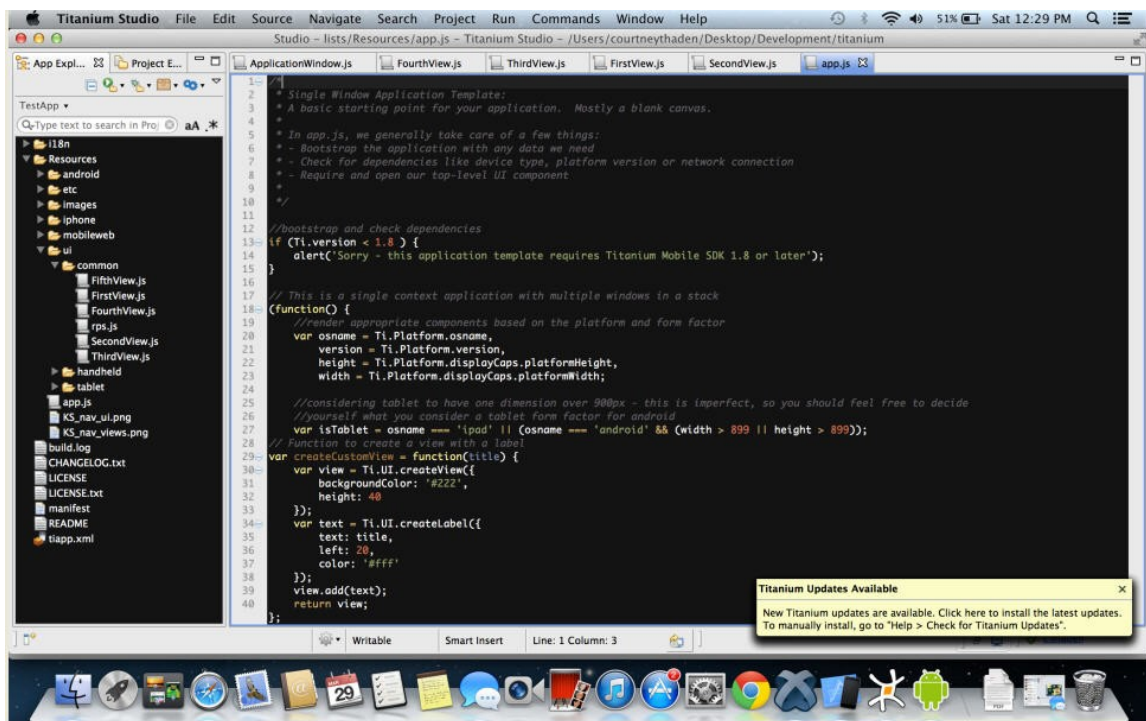 Titanium Studio File Edit Source Navigate Search Project Run Commands Window Help 51% Sat 12:29 PM
Studio – lists/Resources/app.js – Titanium Studio – /Users/courtneythaden/Desktop/Development/titanium
App Expl... Project E... ApplicationWindow.js FourthView.js ThirdView.js FirstView.js SecondView.js app.js
TestApp
Type text to search in Proj aA .*
i18n
Resources
android
etc
images
iphone
mobileweb
ui
common
FifthView.js
FirstView.js
FourthView.js
rps.js
SecondView.js
ThirdView.js
handheld
tablet
app.js
KS_nav_ui.png
KS_nav_views.png
build.log
CHANGELOG.txt
LICENSE
LICENSE.txt
manifest
README
tiapp.xml
1 /*
2 * Single Window Application Template:
3 * A basic starting point for your application. Mostly a blank canvas.
4 *
5 * In app.js, we generally take care of a few things:
6 * - Bootstrap the application with any data we need
7 * - Check for dependencies like device type, platform version or network connection
8 * - Require and open our top-level UI component
9 *
10 */
11
12 //bootstrap and check dependencies
13 if (Ti.version < 1.8 ) {
14 alert('Sorry - this application template requires Titanium Mobile SDK 1.8 or later');
15 }
16
17 // This is a single context application with multiple windows in a stack
18 (function() {
19 //render appropriate components based on the platform and form factor
20 var osname = Ti.Platform.osname,
21 version = Ti.Platform.version,
22 height = Ti.Platform.displayCaps.platformHeight,
23 width = Ti.Platform.displayCaps.platformWidth;
24
25 //considering tablet to have one dimension over 900px - this is imperfect, so you should feel free to decide
26 //yourself what you consider a tablet form factor for android
27 var isTablet = osname === 'ipad' || (osname === 'android' && (width > 899 || height > 899));
28 // Function to create a view with a label
29 var createCustomView = function(title) {
30 var view = Ti.UI.createView({
31 backgroundColor: '#222',
32 height: 40
33 });
34 var text = Ti.UI.createLabel({
35 text: title,
36 left: 20,
37 color: '#fff'
38 });
39 view.add(text);
40 return view;
};
Titanium Updates Available
New Titanium updates are available. Click here to install the latest updates.
To manually install, go to "Help > Check for Titanium Updates".
Writable Smart Insert Line: 1 Column: 3
29